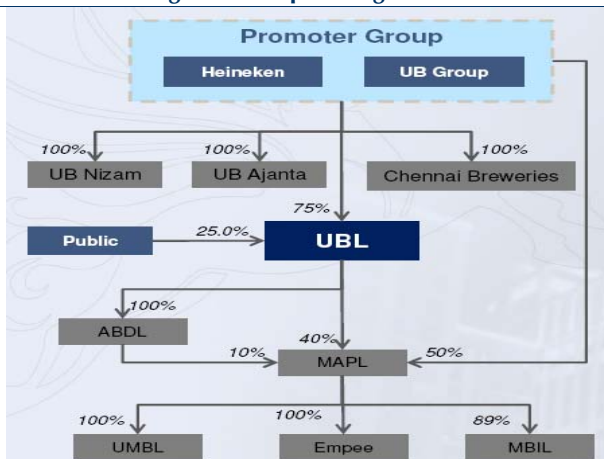 Promoter Group
Heineken UB Group
100% 100% 100%
UB Nizam UB Ajanta Chennai Breweries
75%
Public 25.0% UBL
100%
ABDL 40%
10% MAPL 50%
100% 100% 89%
UMBL Empee MBIL